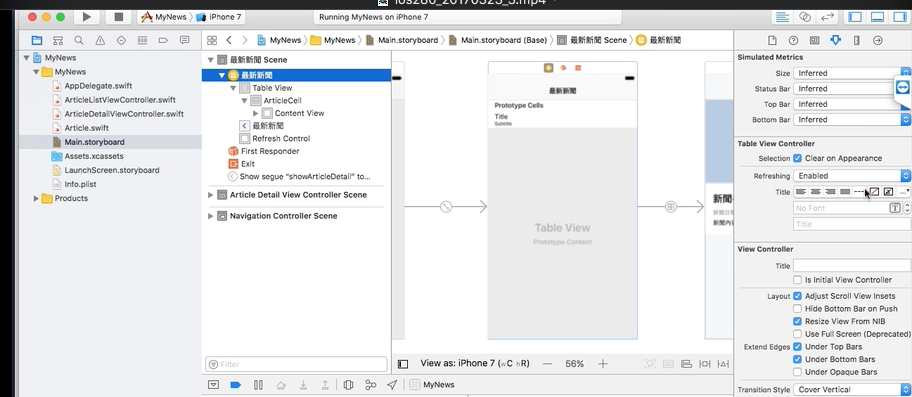 ios280_20170323_3.mp4
MyNews
iPhone 7
Running MyNews on iPhone 7
MyNews
MyNews
AppDelegate.swift
ArticleListViewController.swift
ArticleDetailViewController.swift
Article.swift
Main.storyboard
Assets.xcassets
LaunchScreen.storyboard
Info.plist
Products
MyNews
MyNews
Main.storyboard
Main.storyboard (Base)
最新新聞 Scene
最新新聞
最新新聞 Scene
最新新聞
Table View
ArticleCell
Content View
最新新聞
Refresh Control
First Responder
Exit
Show segue "showArticleDetail" to...
Article Detail View Controller Scene
Navigation Controller Scene
Filter
最新新聞
Prototype Cells
Title
Subtitle
Table View
Prototype Content
View as: iPhone 7 (wC hR)
56%
MyNews
Simulated Metrics
Size Inferred
Status Bar Inferred
Top Bar Inferred
Bottom Bar Inferred
Table View Controller
Selection Clear on Appearance
Refreshing Enabled
Title
No Font
Title
View Controller
Title
Is Initial View Controller
Layout Adjust Scroll View Insets
Hide Bottom Bar on Push
Resize View From NIB
Use Full Screen (Deprecated)
Extend Edges Under Top Bars
Under Bottom Bars
Under Opaque Bars
Transition Style Cover Vertical